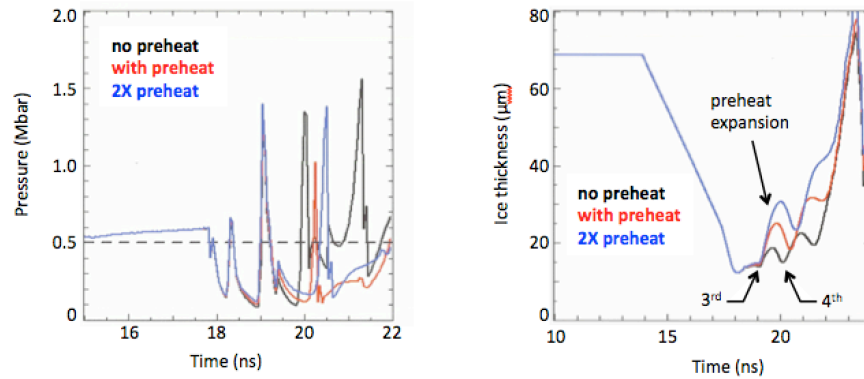 2.0
1.5
1.0
0.5
0
no preheat
with preheat
2X preheat
Pressure (Mbar)
16 18 20 22
Time (ns)
80
60
40
20
0
Ice thickness (µm)
preheat
expansion
no preheat
with preheat
2X preheat
3rd
4th
10 15 20
Time (ns)